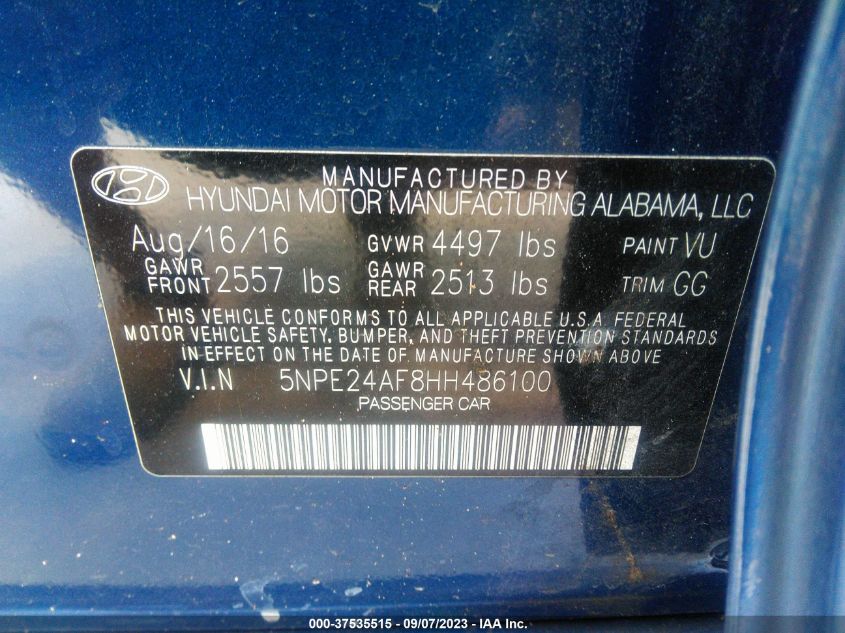 MANUFACTURED BY
HYUNDAI MOTOR MANUFACTURING ALABAMA, LLC
Aug/16/16 GVWR 4497 lbs PAINT VU
GAWR FRONT 2557 lbs GAWR REAR 2513 lbs TRIM GG
THIS VEHICLE CONFORMS TO ALL APPLICABLE U.S.A. FEDERAL
MOTOR VEHICLE SAFETY, BUMPER, AND THEFT PREVENTION STANDARDS
IN EFFECT ON THE DATE OF MANUFACTURE SHOWN ABOVE
V.I.N 5NPE24AF8HH486100
PASSENGER CAR
000-37535515 - 09/07/2023 - IAA Inc.